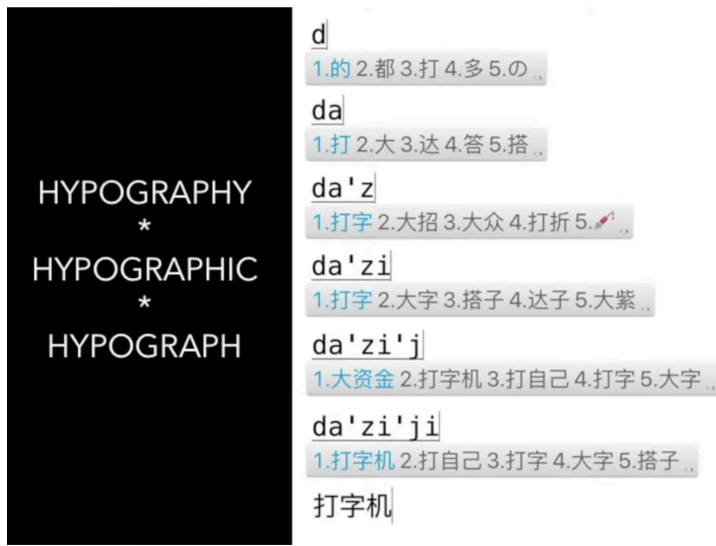 HYPOGRAPHY
*
HYPOGRAPHIC
*
HYPOGRAPH
d
1.的 2.都 3.打 4.多 5.の
da
1.打 2.大 3.达 4.答 5.搭
da'z
1.打字 2.大招 3.大众 4.打折 5.
da'zi
1.打字 2.大字 3.搭子 4.达子 5.大紫
da'zi'j
1.大资金 2.打字机 3.打自己 4.打字 5.大字
da'zi'ji
1.打字机 2.打自己 3.打字 4.大字 5.搭子
打字机